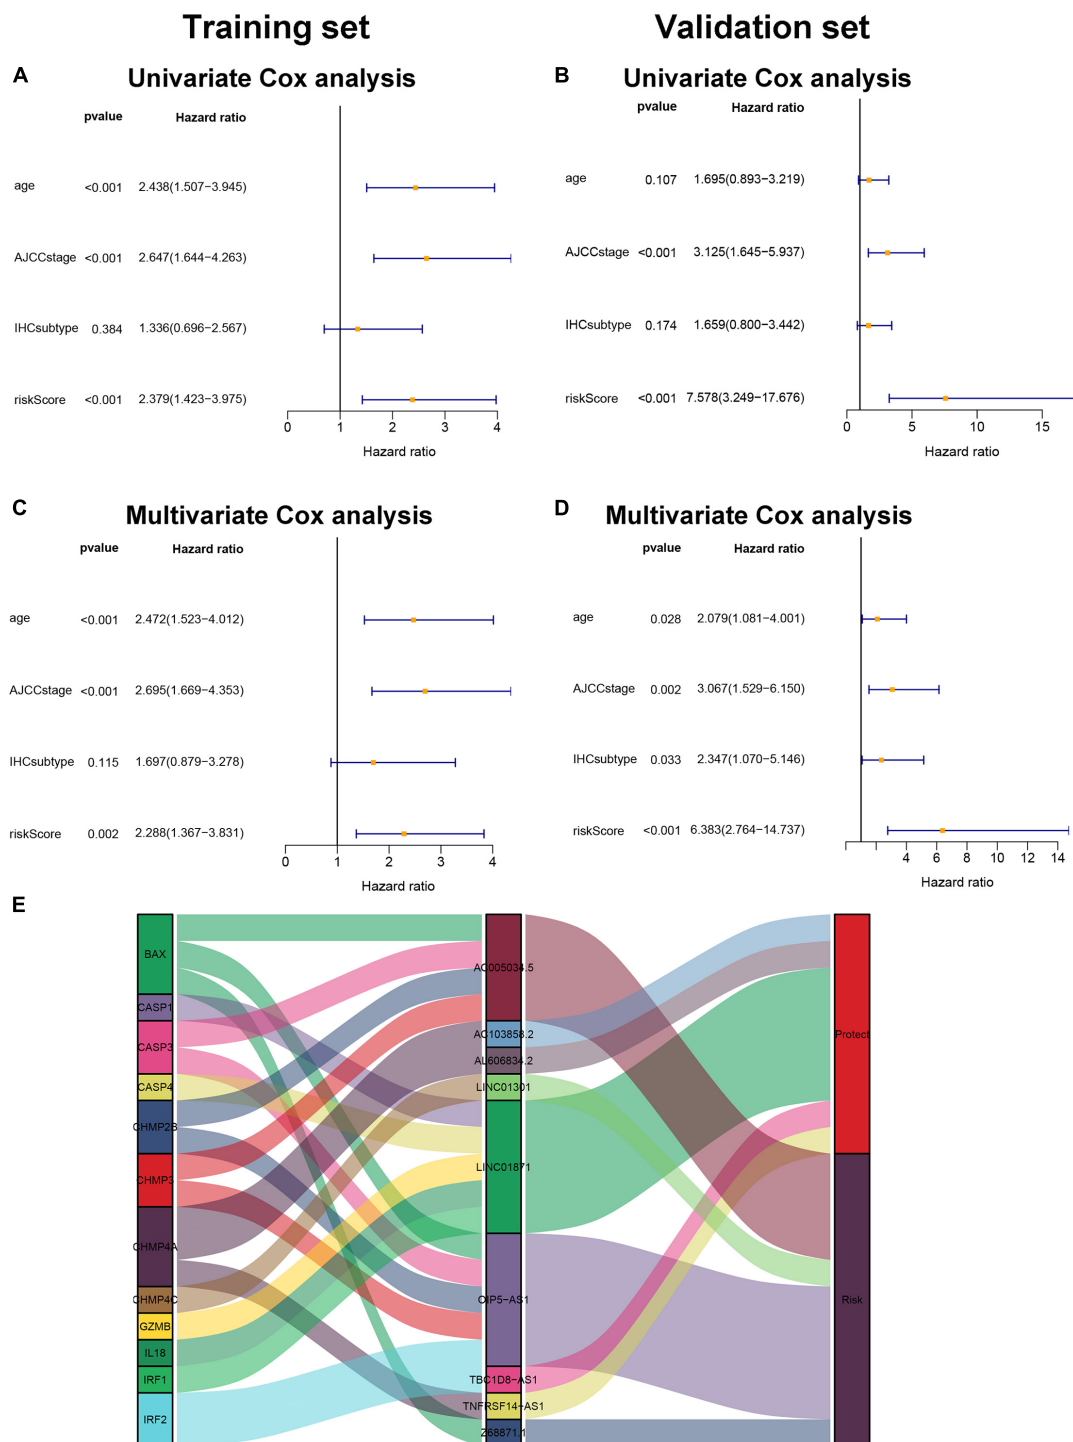 Training set
Validation set
A
Univariate Cox analysis
pvalue Hazard ratio
age <0.001 2.438(1.507−3.945)
AJCCstage <0.001 2.647(1.644−4.263)
IHCsubtype 0.384 1.336(0.696−2.567)
riskScore <0.001 2.379(1.423−3.975)
0 1 2 3 4
Hazard ratio
B
Univariate Cox analysis
pvalue Hazard ratio
age 0.107 1.695(0.893−3.219)
AJCCstage <0.001 3.125(1.645−5.937)
IHCsubtype 0.174 1.659(0.800−3.442)
riskScore <0.001 7.578(3.249−17.676)
0 5 10 15
Hazard ratio
C
Multivariate Cox analysis
pvalue Hazard ratio
age <0.001 2.472(1.523−4.012)
AJCCstage <0.001 2.695(1.669−4.353)
IHCsubtype 0.115 1.697(0.879−3.278)
riskScore 0.002 2.288(1.367−3.831)
0 1 2 3 4
Hazard ratio
D
Multivariate Cox analysis
pvalue Hazard ratio
age 0.028 2.079(1.081−4.001)
AJCCstage 0.002 3.067(1.529−6.150)
IHCsubtype 0.033 2.347(1.070−5.146)
riskScore <0.001 6.383(2.764−14.737)
4 6 8 10 12 14
Hazard ratio
E
BAX
CASP1
CASP3
CASP4
CHMP2B
CHMP3
CHMP4A
CHMP4C
GZMB
IL18
IRF1
IRF2
AC005034.5
AC103858.2
AL606834.2
LINC01301
LINC01871
OIP5−AS1
TBC1D8−AS1
TNFRSF14−AS1
Z68871.1
Protect
Risk